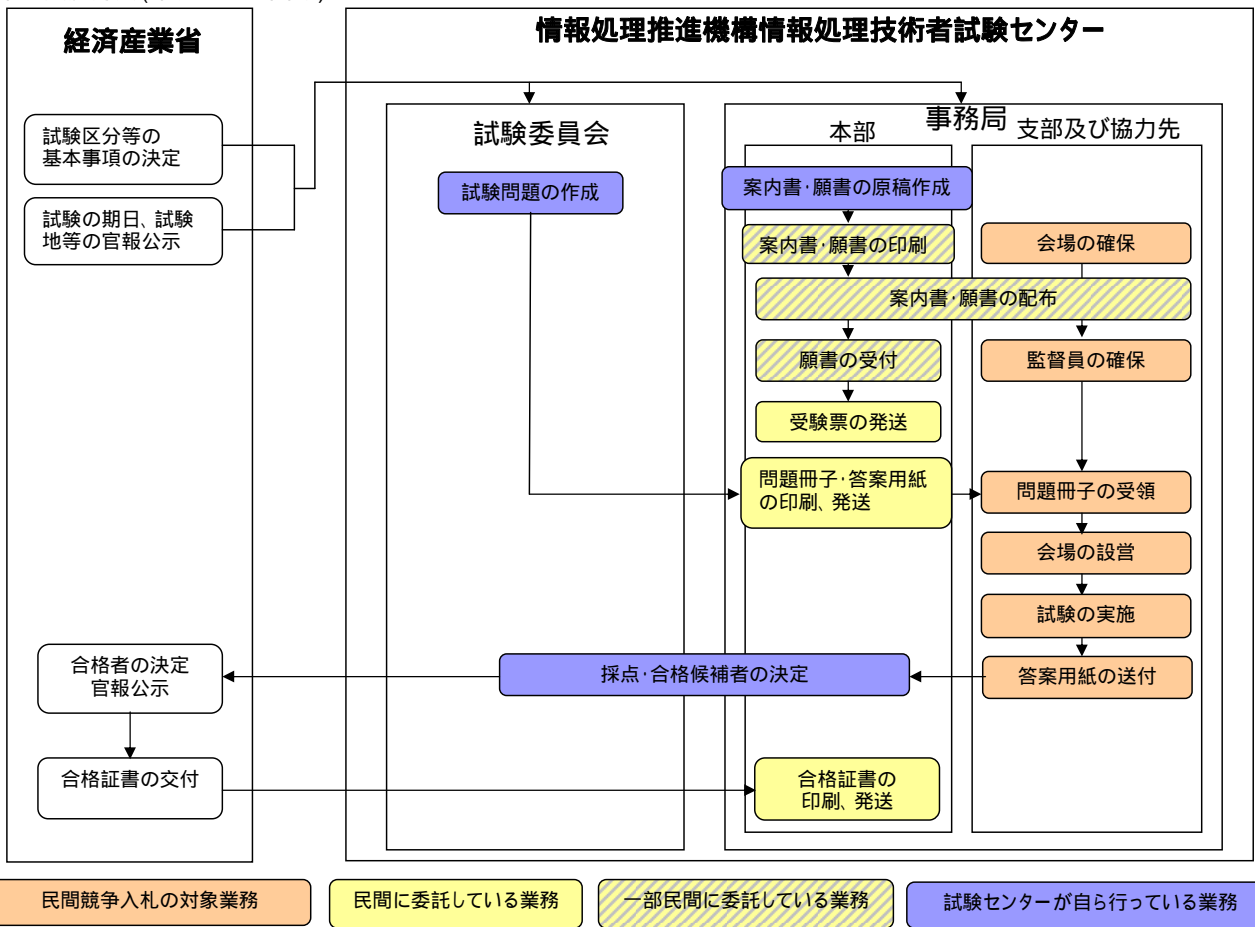 経済産業省
試験区分等の
基本事項の決定
試験の期日、試験
地等の官報公示
合格者の決定
官報公示
合格証書の交付
情報処理推進機構情報処理技術者試験センター
試験委員会
試験問題の作成
事務局
本部
支部及び協力先
案内書・願書の原稿作成
案内書・願書の印刷
会場の確保
案内書・願書の配布
願書の受付
監督員の確保
受験票の発送
問題冊子・答案用紙
の印刷、発送
問題冊子の受領
会場の設営
試験の実施
採点・合格候補者の決定
答案用紙の送付
合格証書の
印刷、発送
民間競争入札の対象業務
民間に委託している業務
一部民間に委託している業務
試験センターが自ら行っている業務